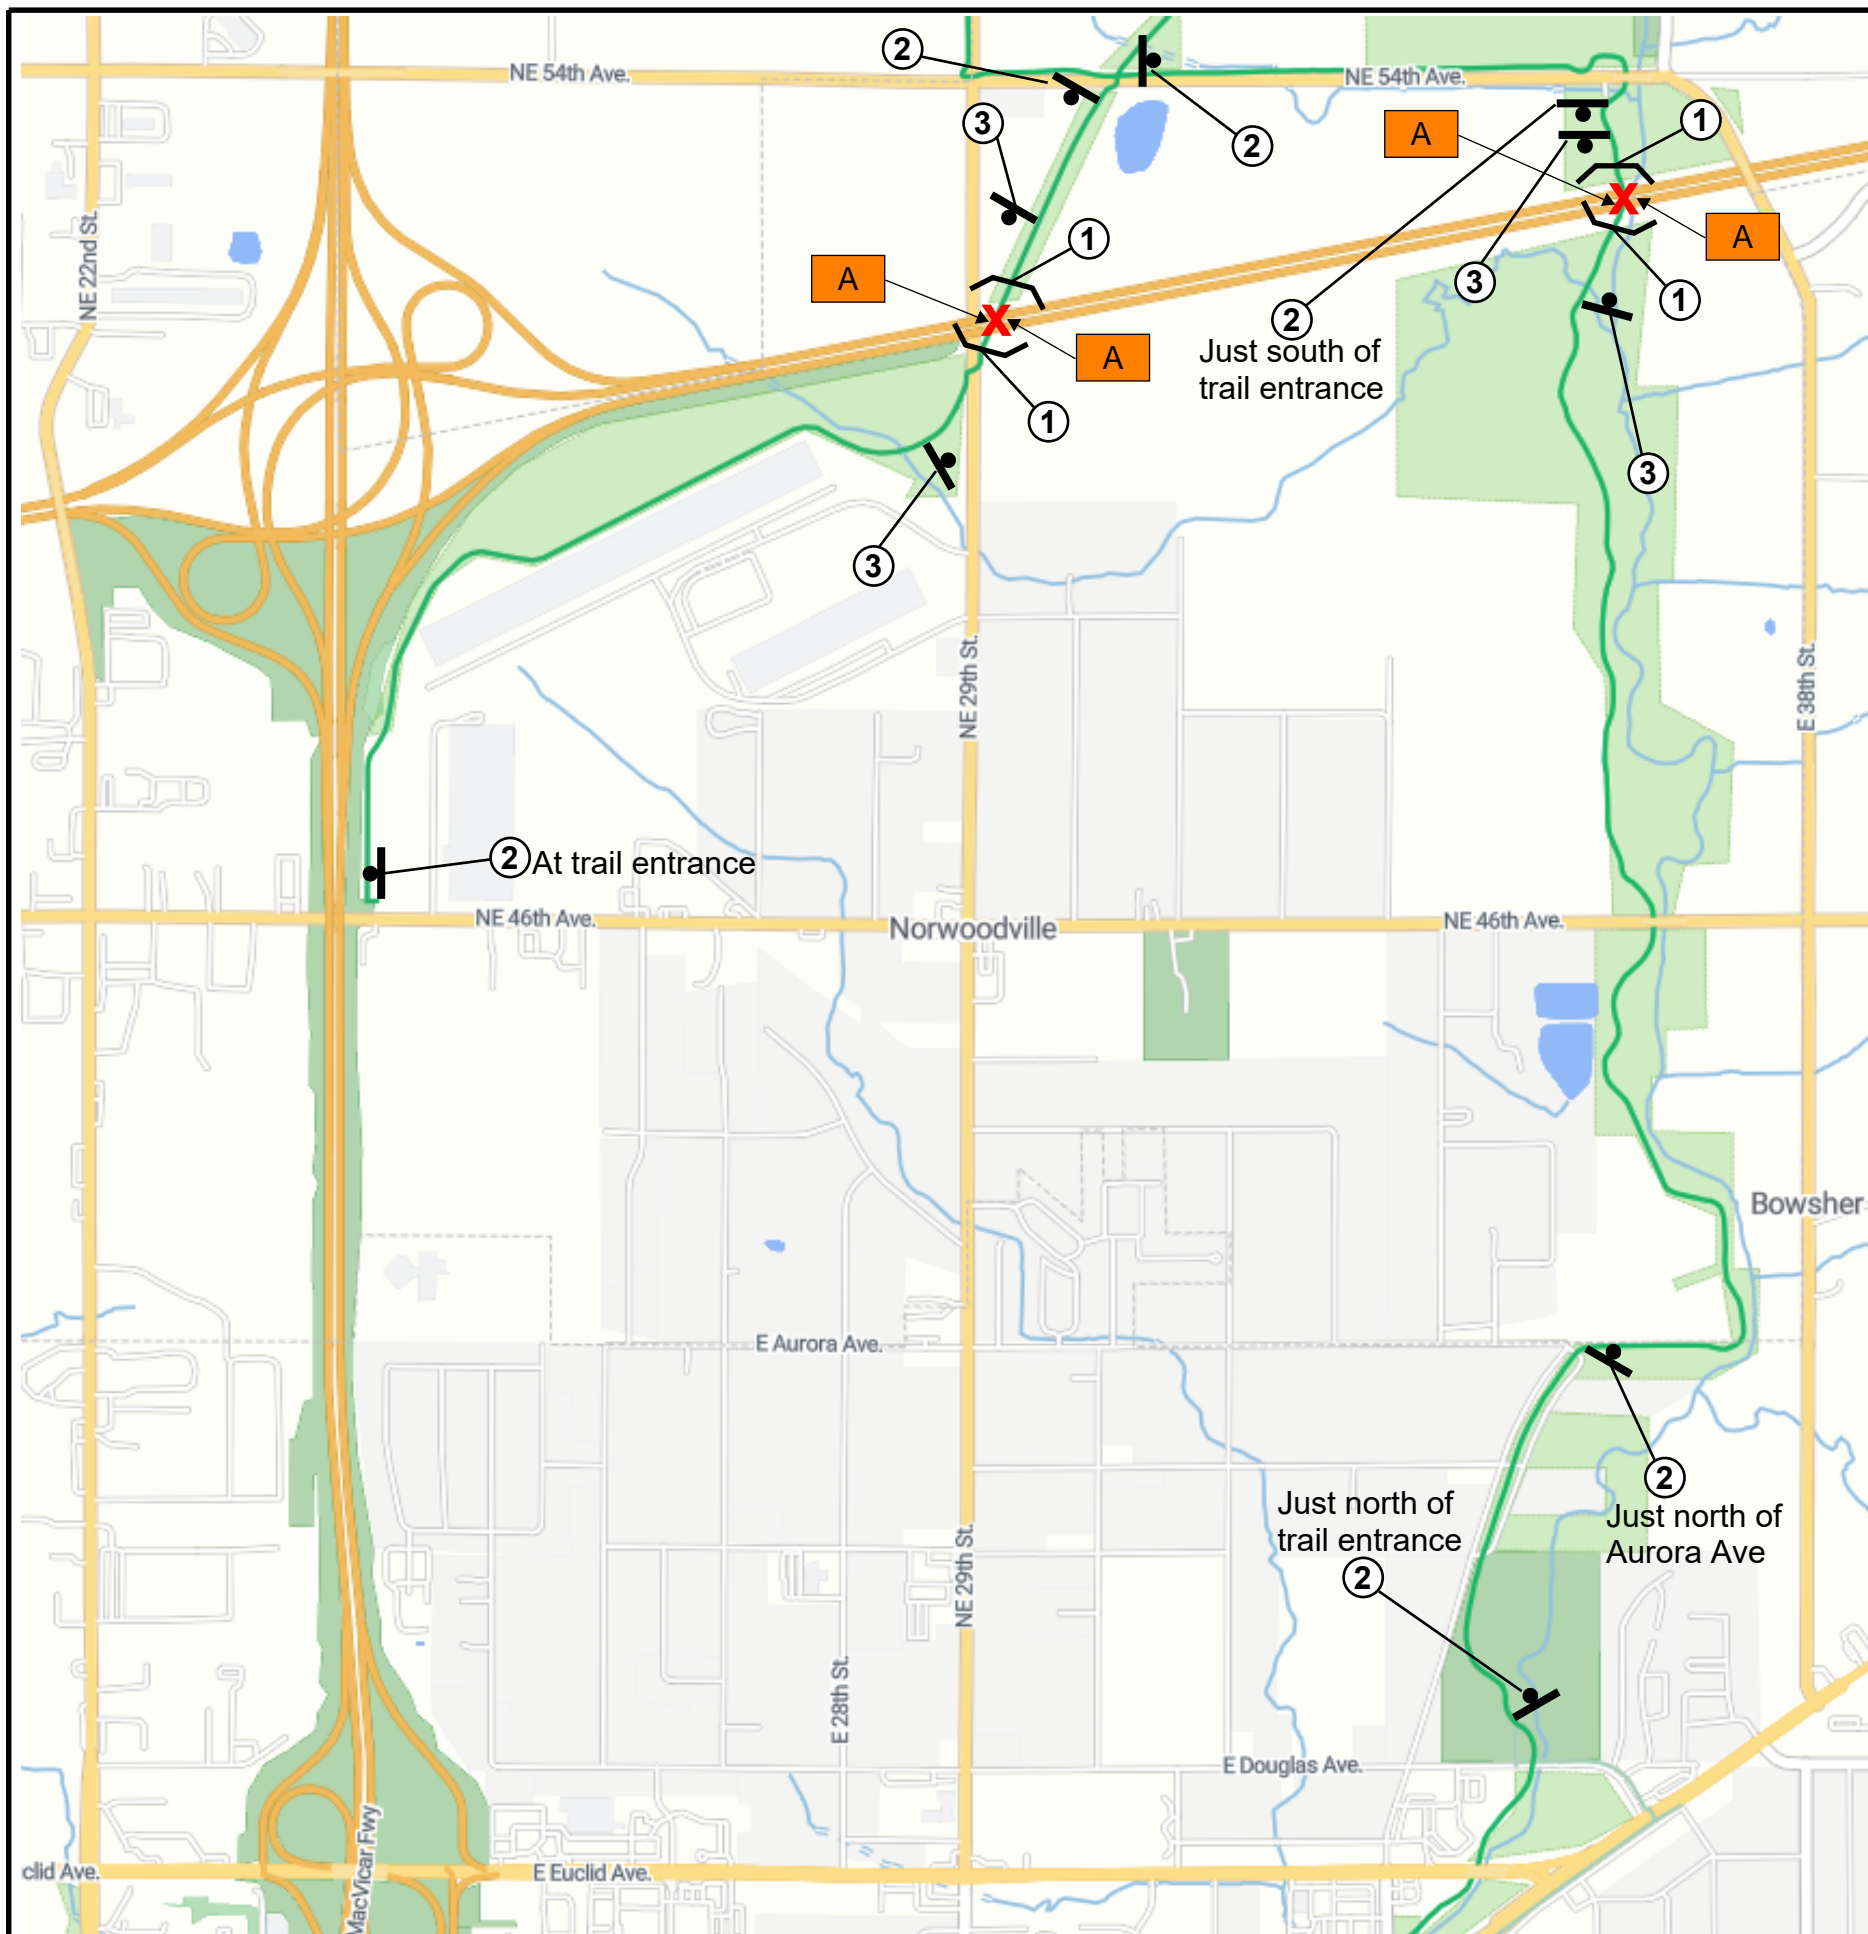 2
NE 54th Ave.
NE 54th Ave.
2
3
A
1
NE 22nd St.
1
A
A
3
1
2
Just south of
trail entrance
A
1
3
3
NE 29th St.
E 38th St.
2 At trail entrance
NE 46th Ave.
Norwoodville
NE 46th Ave.
Bowsher
E Aurora Ave.
2
Just north of
Aurora Ave
Just north of
trail entrance
2
NE 29th St.
E 28th St.
E Douglas Ave.
MacVicar Fwy
clid Ave.
E Euclid Ave.